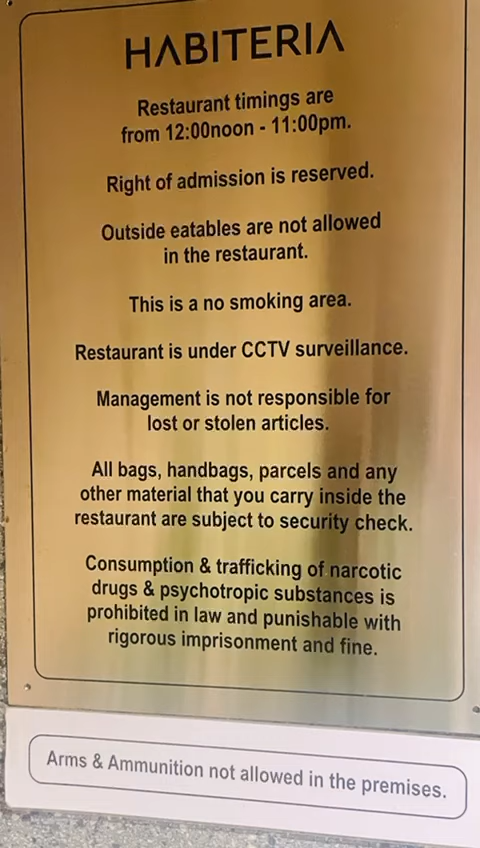 HABITERIA
Restaurant timings are
from 12:00noon - 11:00pm.
Right of admission is reserved.
Outside eatables are not allowed
in the restaurant.
This is a no smoking area.
Restaurant is under CCTV surveillance.
Management is not responsible for
lost or stolen articles.
All bags, handbags, parcels and any
other material that you carry inside the
restaurant are subject to security check.
Consumption & trafficking of narcotic
drugs & psychotropic substances is
prohibited in law and punishable with
rigorous imprisonment and fine.
Arms & Ammunition not allowed in the premises.